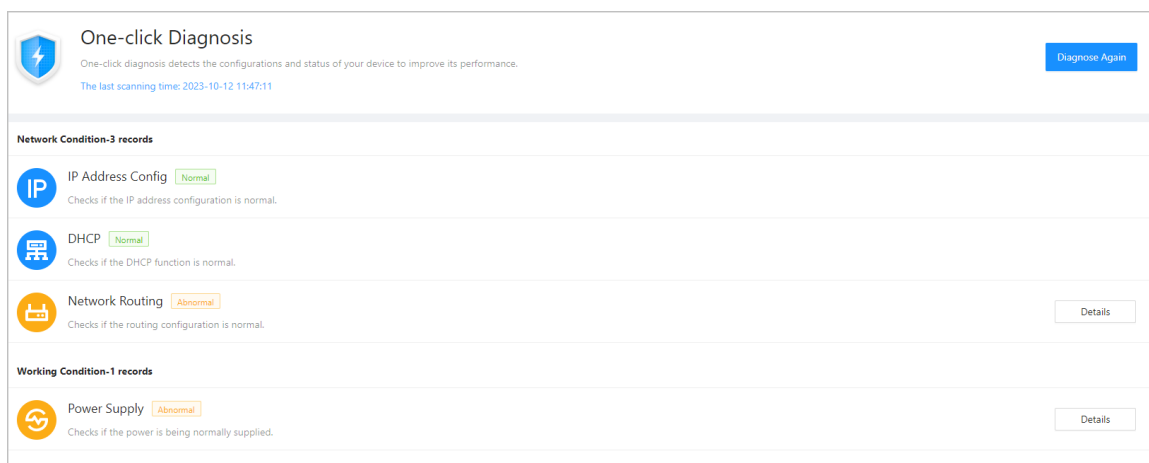 One-click Diagnosis
One-click diagnosis detects the configurations and status of your device to improve its performance.
Diagnose Again
The last scanning time: 2023-10-12 11:47:11
Network Condition-3 records
IP
IP Address Config Normal
Checks if the IP address configuration is normal.
DHCP Normal
Checks if the DHCP function is normal.
Network Routing Abnormal
Checks if the routing configuration is normal.
Details
Working Condition-1 records
Power Supply Abnormal
Checks if the power is being normally supplied.
Details